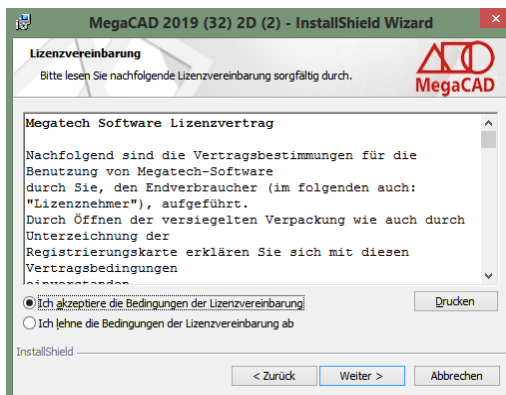 MegaCAD 2019 (32) 2D (2) - InstallShield Wizard
Lizenzvereinbarung
Bitte lesen Sie nachfolgende Lizenzvereinbarung sorgfältig durch.
MegaCAD
Megatech Software Lizenzvertrag
Nachfolgend sind die Vertragsbestimmungen für die
Benutzung von Megatech-Software
durch Sie, den Endverbraucher (im folgenden auch:
"Lizenznehmer"), aufgeführt.
Durch Öffnen der versiegelten Verpackung wie auch durch
Unterzeichnung der
Registrierungskarte erklären Sie sich mit diesen
Vertragsbedingungen
einverstanden
Ich akzeptiere die Bedingungen der Lizenzvereinbarung
Drucken
Ich lehne die Bedingungen der Lizenzvereinbarung ab
InstallShield
< Zurück
Weiter >
Abbrechen